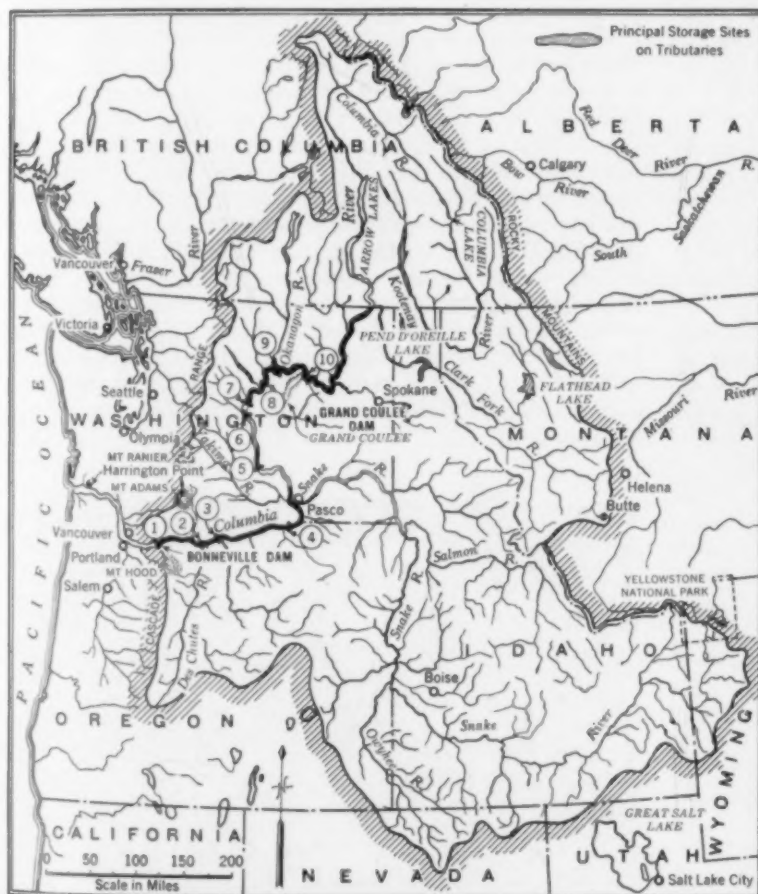 Principal Storage Sites
on Tributaries
BRITISH COLUMBIA
ALBERTA
Columbia R.
Red Deer River
R.
Calgary
Bow River
South
Saskatchewan
River
ARROW LAKES
COLUMBIA LAKE
ROCKY
MOUNTAINS
Vancouver
Fraser
River
Victoria
Okanagon R.
Kootenay
River
PEND D'OREILLE
LAKE
9
10
7
8
Clark Fork
R.
FLATHEAD
LAKE
Missouri
River
Seattle
RANGE
Spokane
WASHINGTON
GRAND COULEE
DAM
GRAND COULEE
MONTANA
Olympia
6
5
Yakima
R.
MT RANIER
Harrington Point
MT ADAMS
Snake
R.
Helena
Butte
Pasco
1
2
3
Columbia
4
Vancouver
Portland
BONNEVILLE DAM
MT HOOD
Salem
CASCADE
Des Chutes
R.
Salmon
R.
Snake
R.
YELLOWSTONE
NATIONAL PARK
IDAHO
Boise
Snake
River
Owyhee
R.
OREGON
PACIFIC OCEAN
CALIFORNIA
NEVADA
UTAH
WYOMING
GREAT SALT
LAKE
Salt Lake City
0 50 100 150 200
Scale in Miles